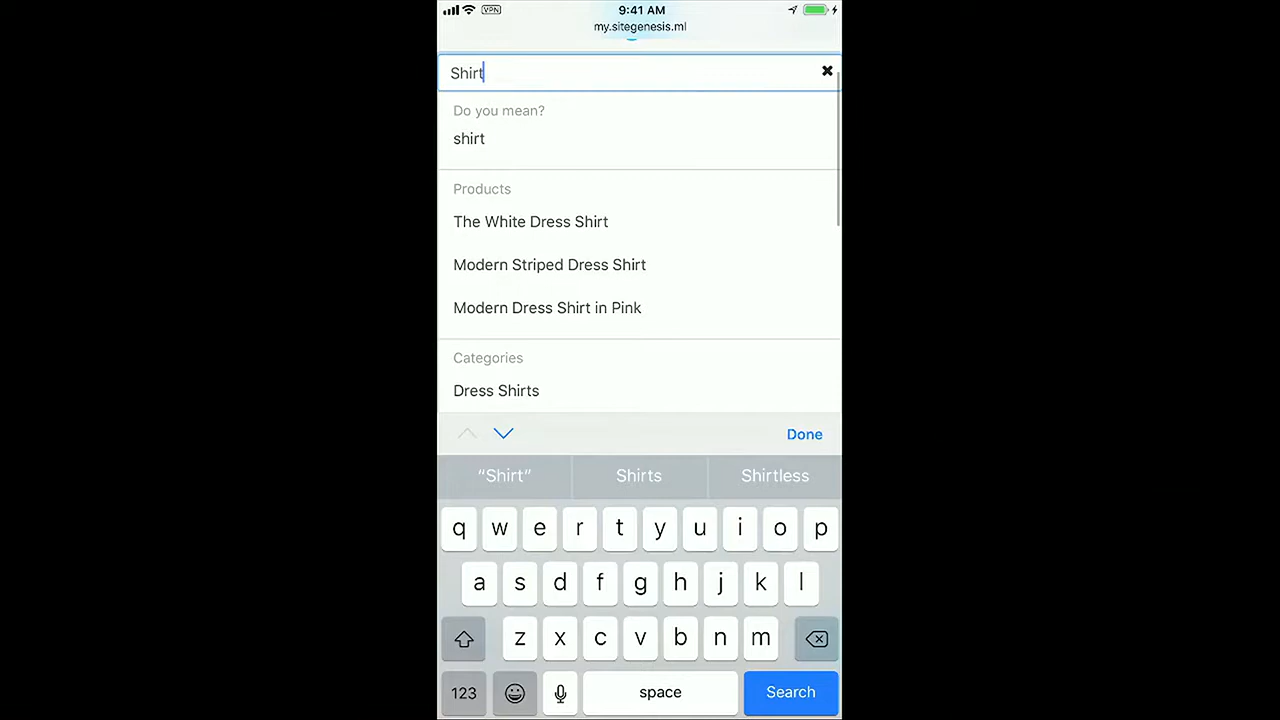 VPN 9:41 AM
my.sitegenesis.ml
Shirt
Do you mean?
shirt
Products
The White Dress Shirt
Modern Striped Dress Shirt
Modern Dress Shirt in Pink
Categories
Dress Shirts
Done
“Shirt” Shirts Shirtless
q w e r t y u i o p
a s d f g h j k l
z x c v b n m
123 space Search